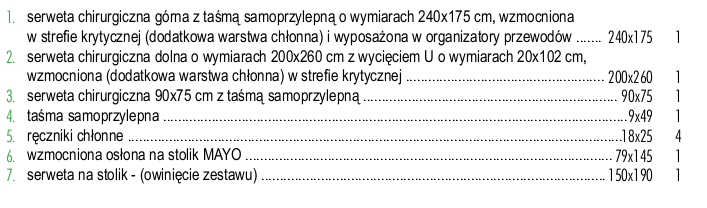 1. serweta chirurgiczna górna z taśmą samoprzylepną o wymiarach 240x175 cm, wzmocniona
w strefie krytycznej (dodatkowa warstwa chłonna) i wyposażona w organizatory przewodów ....... 240x175 1
2. serweta chirurgiczna dolna o wymiarach 200x260 cm z wycięciem U o wymiarach 20x102 cm,
wzmocniona (dodatkowa warstwa chłonna) w strefie krytycznej ................................................ 200x260 1
3. serweta chirurgiczna 90x75 cm z taśmą samoprzylepną ............................................................. 90x75 1
4. taśma samoprzylepna ............................................................................................................. 9x49 1
5. ręczniki chłonne ..................................................................................................................... 18x25 4
6. wzmocniona osłona na stolik MAYO ........................................................................................ 79x145 1
7. serweta na stolik - (owinięcie zestawu) .................................................................................. 150x190 1